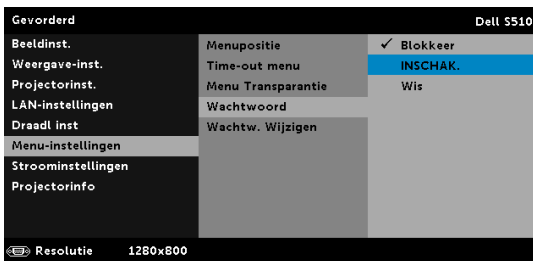 Gevorderd
Dell S510
Beeldinst.
Weergave-inst.
Projectorinst.
LAN-instellingen
Draadl inst
Menu-instellingen
Stroominstellingen
Projectorinfo
Menupositie
Time-out menu
Menu Transparantie
Wachtwoord
Wachtw. Wijzigen
✓ Blokkeer
INSCHAK.
Wis
Resolutie 1280x800